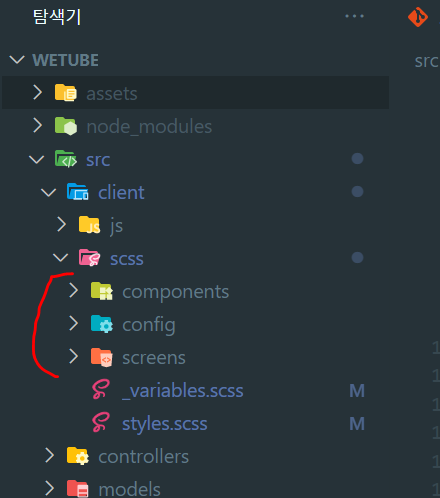 탐색기 ···
WETUBE
src
assets
node_modules
src
client
JS js
scss
components
config
screens
_variables.scss M
styles.scss M
controllers
models